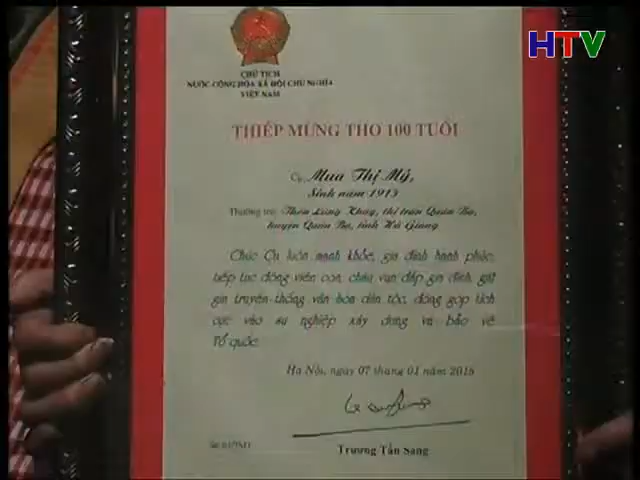 HTV
CHỦ TỊCH
NƯỚC CỘNG HÒA XÃ HỘI CHỦ NGHĨA
VIỆT NAM
THIẾP MỪNG THỌ 100 TUỔI
Cụ Mua Thị Mỷ,
Sinh năm 1915
Thường trú: Thôn Lùng Kháy, thị trấn Quản Bạ,
huyện Quản Bạ, tỉnh Hà Giang
Chúc Cụ luôn mạnh khỏe, gia đình hạnh phúc,
tiếp tục động viên con, cháu vun đắp gia đình, giữ
gìn truyền thống văn hóa dân tộc, đóng góp tích
cực vào sự nghiệp xây dựng và bảo vệ
Tổ quốc.
Hà Nội, ngày 07 tháng 01 năm 2015
Trương Tấn Sang